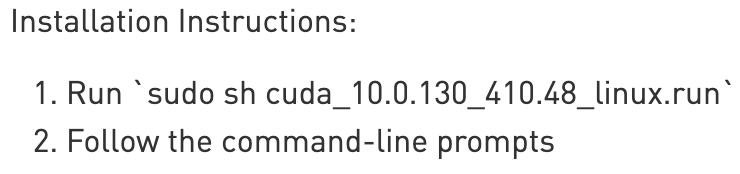 Installation Instructions:
1. Run `sudo sh cuda_10.0.130_410.48_linux.run`
2. Follow the command-line prompts